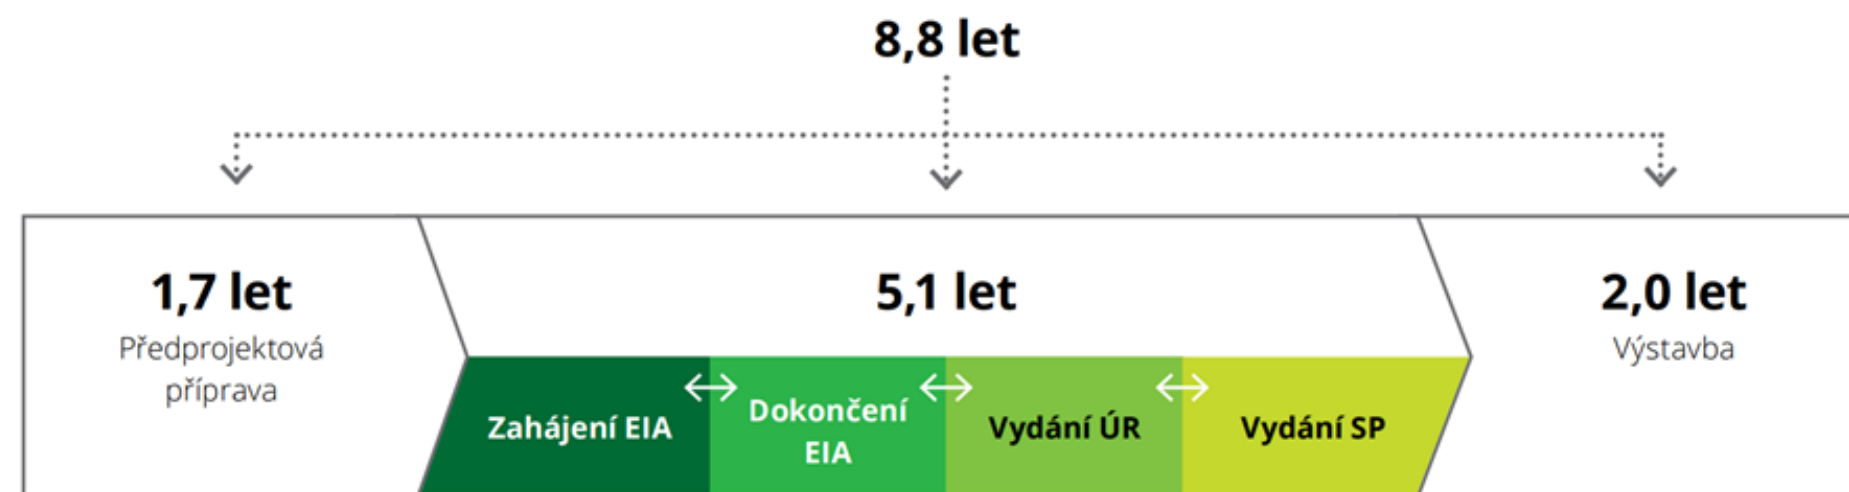 8,8 let
1,7 let
Předprojektová
příprava
5,1 let
Zahájení EIA
Dokončení
EIA
Vydání ÚR
Vydání SP
2,0 let
Výstavba